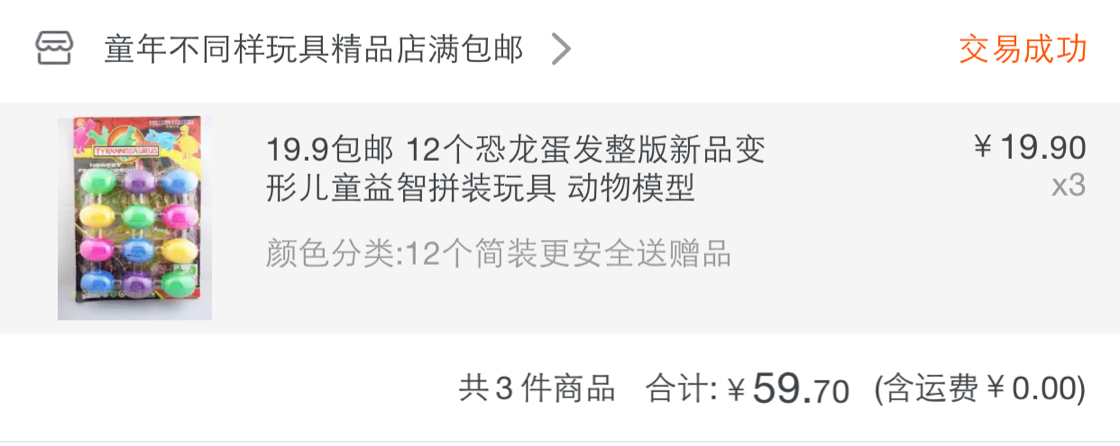 童年不同样玩具精品店满包邮
交易成功
19.9包邮 12个恐龙蛋发整版新品变
形儿童益智拼装玩具 动物模型
¥19.90
x3
颜色分类:12个简装更安全送赠品
TYRANNOSAURUS
共3件商品 合计:¥59.70 (含运费¥0.00)